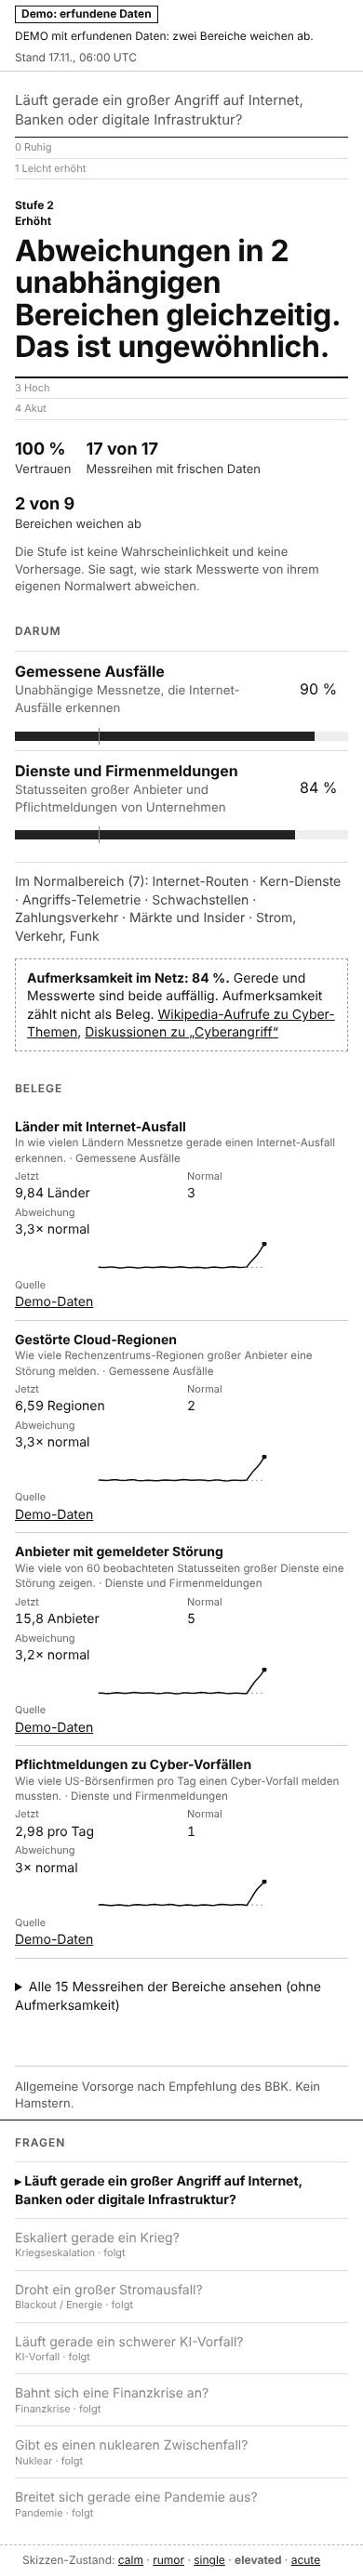 Demo: erfundene Daten
DEMO mit erfundenen Daten: zwei Bereiche weichen ab.
Stand 17.11., 06:00 UTC
Läuft gerade ein großer Angriff auf Internet,
Banken oder digitale Infrastruktur?
0 Ruhig
1 Leicht erhöht
Stufe 2
Erhöht
Abweichungen in 2
unabhängigen
Bereichen gleichzeitig.
Das ist ungewöhnlich.
3 Hoch
4 Akut
100 % 17 von 17
Vertrauen Messreihen mit frischen Daten
2 von 9
Bereichen weichen ab
Die Stufe ist keine Wahrscheinlichkeit und keine
Vorhersage. Sie sagt, wie stark Messwerte von ihrem
eigenen Normalwert abweichen.
DARUM
Gemessene Ausfälle
Unabhängige Messnetze, die Internet-
Ausfälle erkennen
90 %
Dienste und Firmenmeldungen
Statusseiten großer Anbieter und
Pflichtmeldungen von Unternehmen
84 %
Im Normalbereich (7): Internet-Routen · Kern-Dienste
· Angriffs-Telemetrie · Schwachstellen ·
Zahlungsverkehr · Märkte und Insider · Strom,
Verkehr, Funk
Aufmerksamkeit im Netz: 84 %. Gerede und
Messwerte sind beide auffällig. Aufmerksamkeit
zählt nicht als Beleg. Wikipedia-Aufrufe zu Cyber-
Themen, Diskussionen zu „Cyberangriff“
BELEGE
Länder mit Internet-Ausfall
In wie vielen Ländern Messnetze gerade einen Internet-Ausfall
erkennen. · Gemessene Ausfälle
Jetzt Normal
9,84 Länder 3
Abweichung
3,3× normal
Quelle
Demo-Daten
Gestörte Cloud-Regionen
Wie viele Rechenzentrums-Regionen großer Anbieter eine
Störung melden. · Gemessene Ausfälle
Jetzt Normal
6,59 Regionen 2
Abweichung
3,3× normal
Quelle
Demo-Daten
Anbieter mit gemeldeter Störung
Wie viele von 60 beobachteten Statusseiten großer Dienste eine
Störung zeigen. · Dienste und Firmenmeldungen
Jetzt Normal
15,8 Anbieter 5
Abweichung
3,2× normal
Quelle
Demo-Daten
Pflichtmeldungen zu Cyber-Vorfällen
Wie viele US-Börsenfirmen pro Tag einen Cyber-Vorfall melden
mussten. · Dienste und Firmenmeldungen
Jetzt Normal
2,98 pro Tag 1
Abweichung
3× normal
Quelle
Demo-Daten
▶ Alle 15 Messreihen der Bereiche ansehen (ohne
Aufmerksamkeit)
Allgemeine Vorsorge nach Empfehlung des BBK. Kein
Hamstern.
FRAGEN
▸ Läuft gerade ein großer Angriff auf Internet,
Banken oder digitale Infrastruktur?
Eskaliert gerade ein Krieg?
Kriegseskalation · folgt
Droht ein großer Stromausfall?
Blackout / Energie · folgt
Läuft gerade ein schwerer KI-Vorfall?
KI-Vorfall · folgt
Bahnt sich eine Finanzkrise an?
Finanzkrise · folgt
Gibt es einen nuklearen Zwischenfall?
Nuklear · folgt
Breitet sich gerade eine Pandemie aus?
Pandemie · folgt
Skizzen-Zustand: calm · rumor · single · elevated · acute